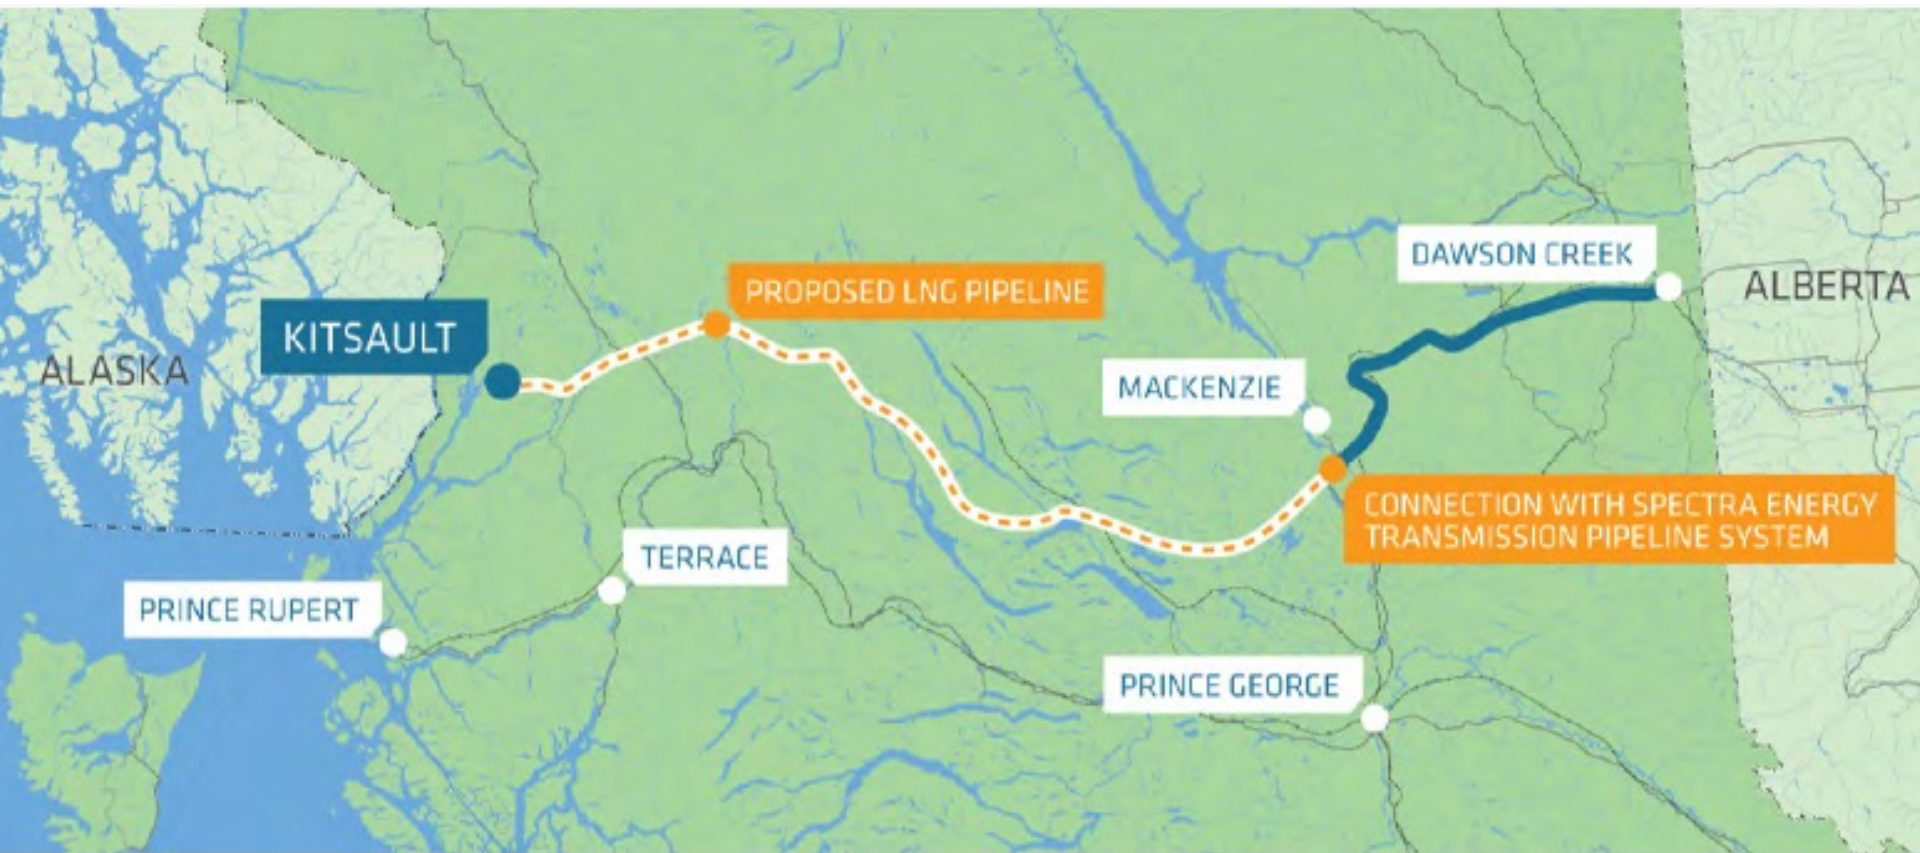 DAWSON CREEK
PROPOSED LNG PIPELINE
ALBERTA
KITSAULT
ALASKA
MACKENZIE
CONNECTION WITH SPECTRA ENERGY
TRANSMISSION PIPELINE SYSTEM
TERRACE
PRINCE RUPERT
PRINCE GEORGE